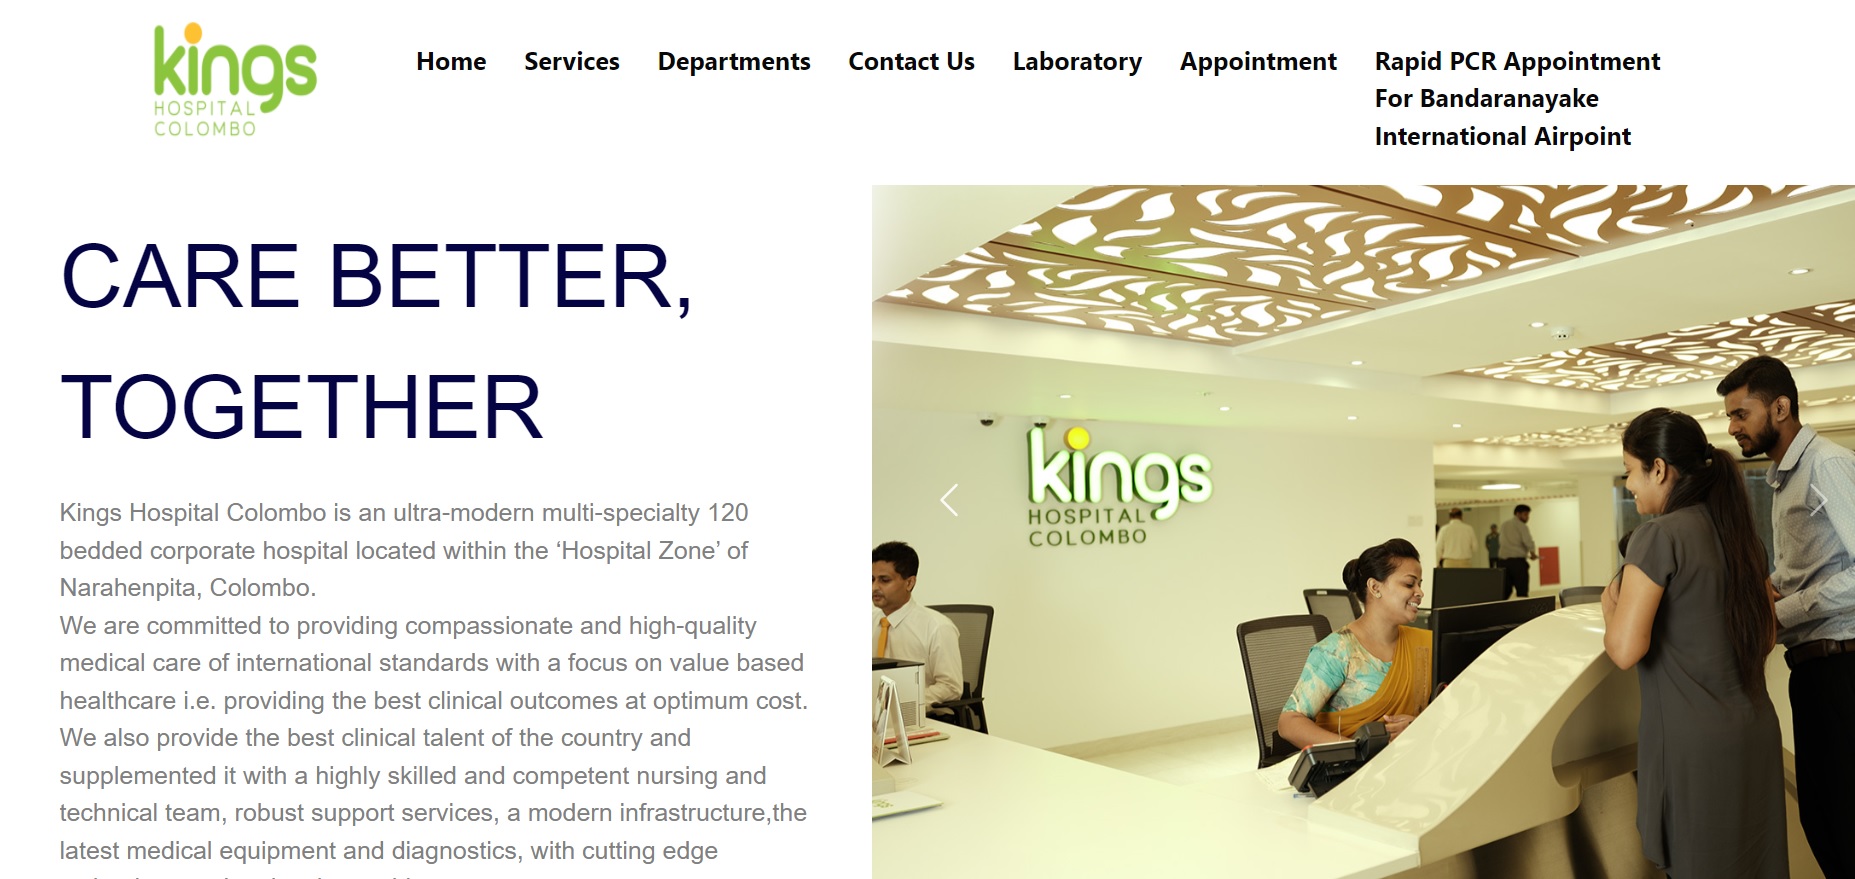 kings
HOSPITAL
COLOMBO
Home
Services
Departments
Contact Us
Laboratory
Appointment
Rapid PCR Appointment
For Bandaranayake
International Airpoint
CARE BETTER,
TOGETHER
Kings Hospital Colombo is an ultra-modern multi-specialty 120
bedded corporate hospital located within the ‘Hospital Zone’ of
Narahenpita, Colombo.
We are committed to providing compassionate and high-quality
medical care of international standards with a focus on value based
healthcare i.e. providing the best clinical outcomes at optimum cost.
We also provide the best clinical talent of the country and
supplemented it with a highly skilled and competent nursing and
technical team, robust support services, a modern infrastructure,the
latest medical equipment and diagnostics, with cutting edge
kings
HOSPITAL
COLOMBO